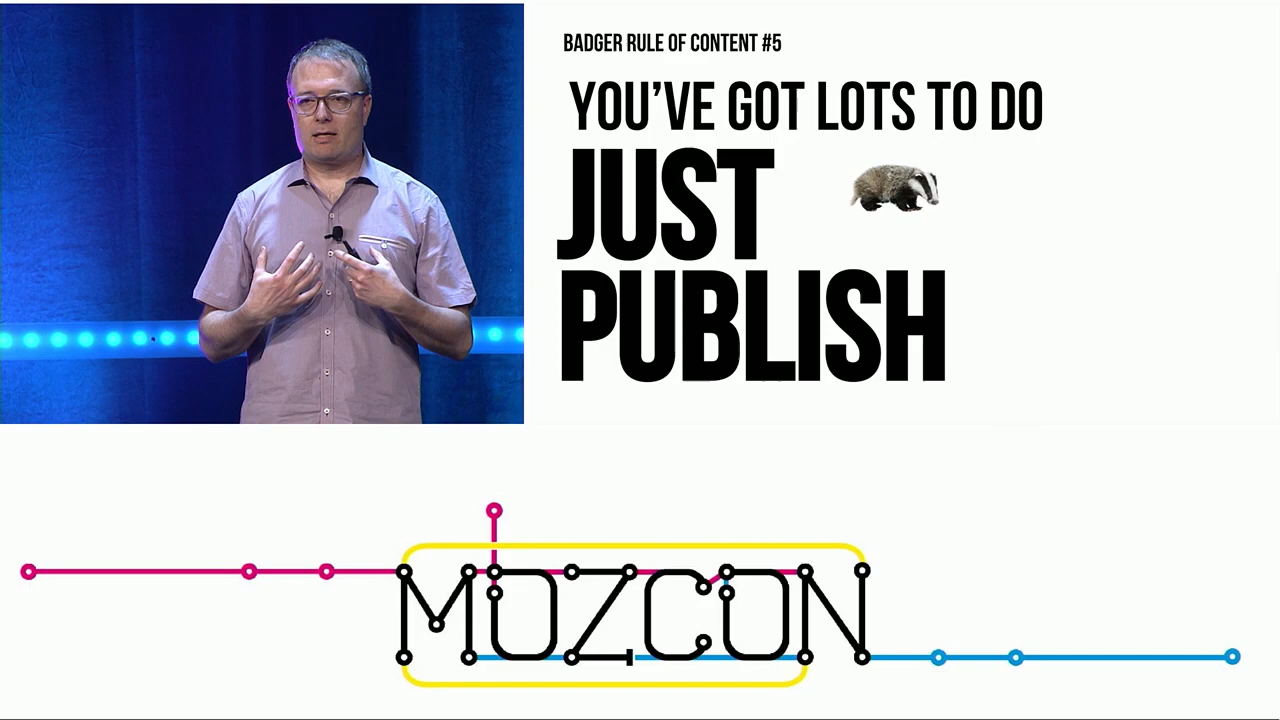 BADGER RULE OF CONTENT #5
YOU'VE GOT LOTS TO DO
JUST
PUBLISH
MOZCON